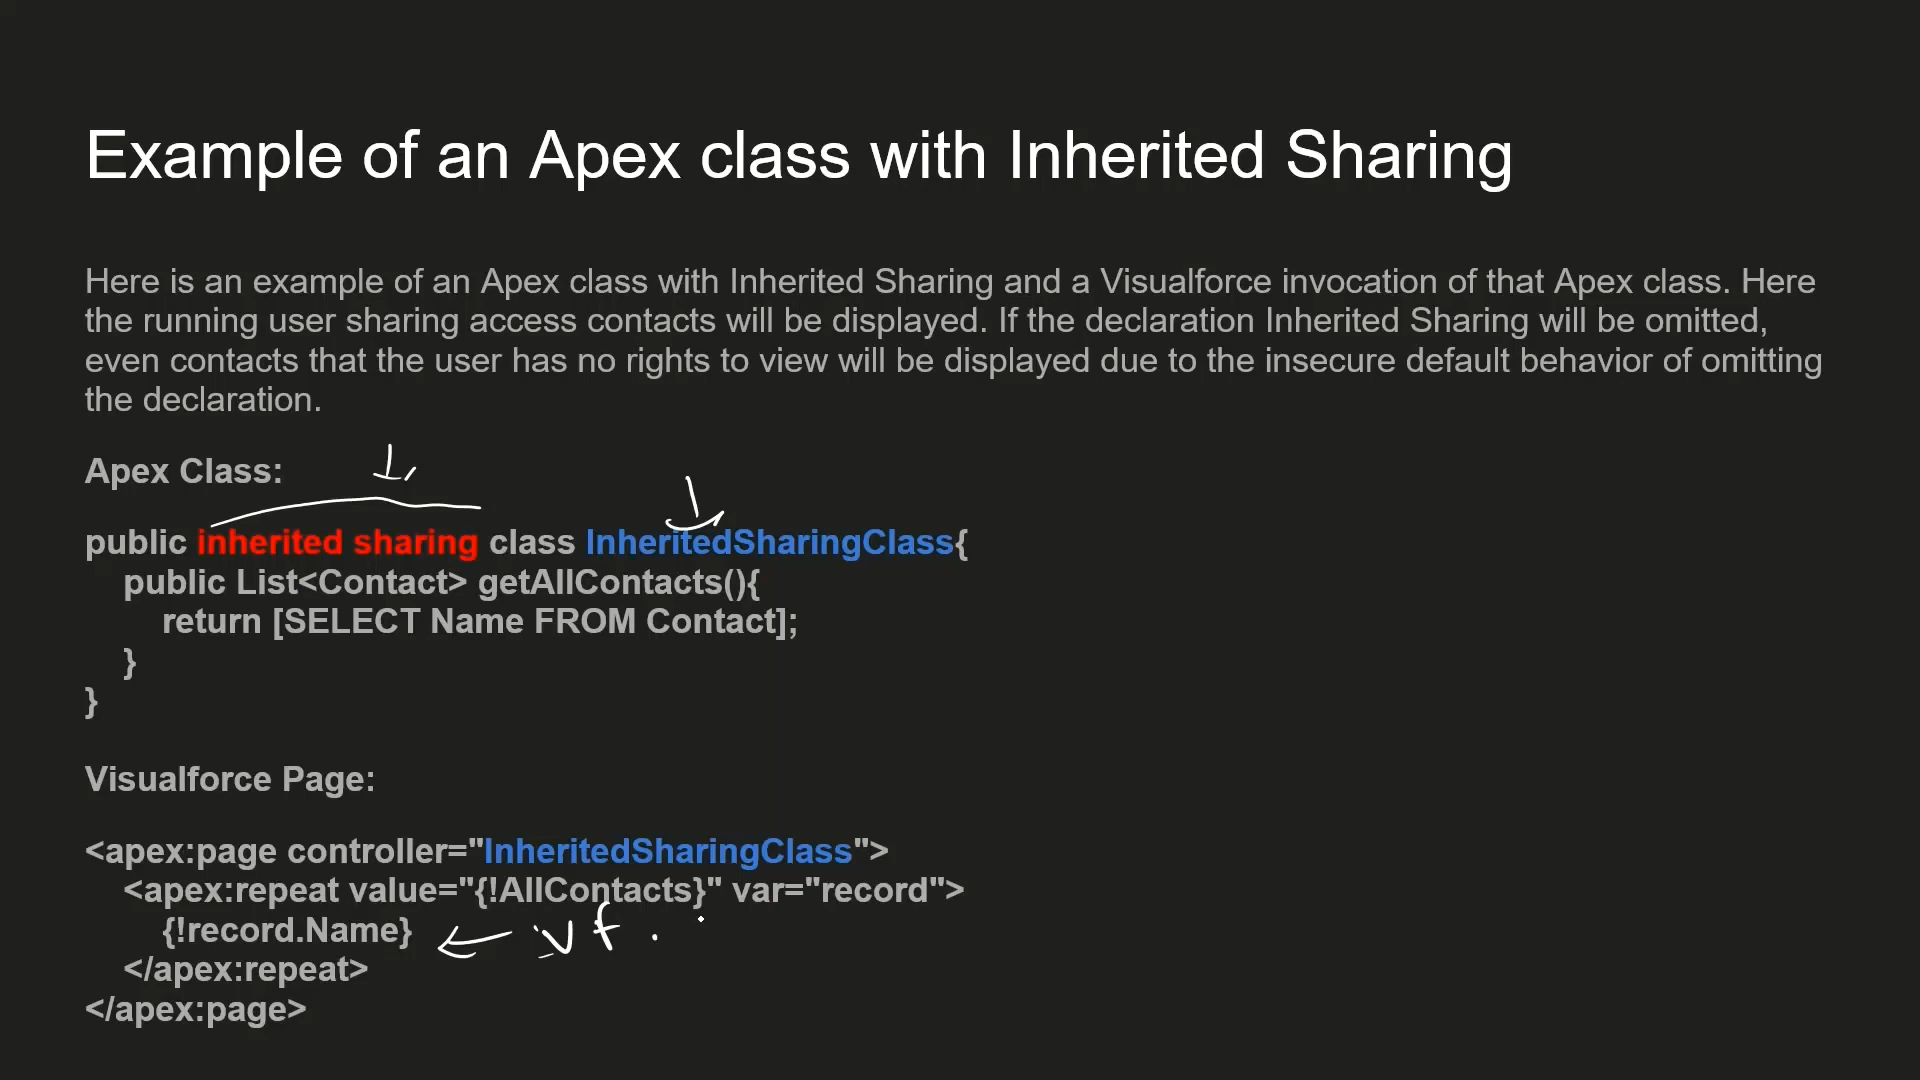 Example of an Apex class with Inherited Sharing
Here is an example of an Apex class with Inherited Sharing and a Visualforce invocation of that Apex class. Here
the running user sharing access contacts will be displayed. If the declaration Inherited Sharing will be omitted,
even contacts that the user has no rights to view will be displayed due to the insecure default behavior of omitting
the declaration.
Apex Class:
public inherited sharing class InheritedSharingClass{
public List<Contact> getAllContacts(){
return [SELECT Name FROM Contact];
}
}
Visualforce Page:
<apex:page controller="InheritedSharingClass">
<apex:repeat value="{!AllContacts}" var="record">
{!record.Name}
vf.
</apex:repeat>
</apex:page>